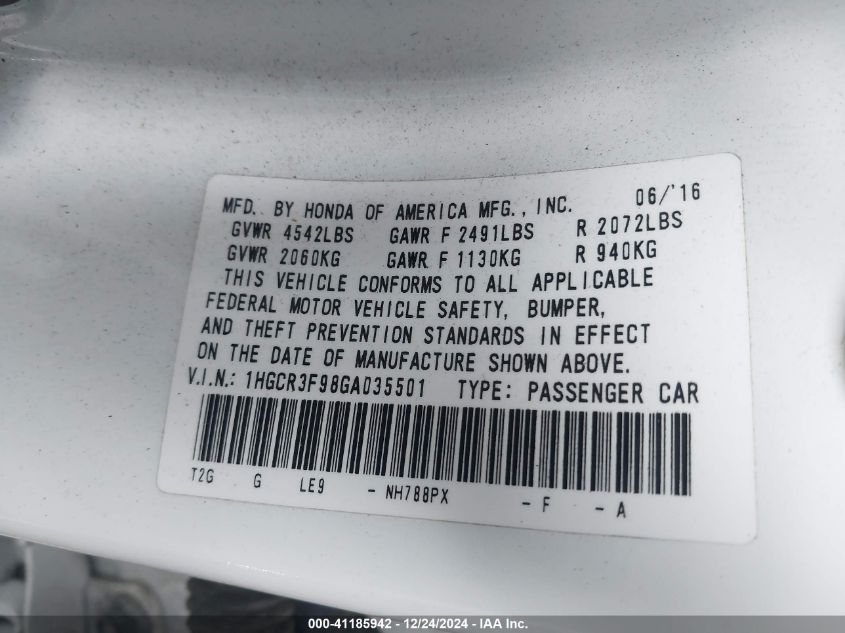 MFD. BY HONDA OF AMERICA MFG., INC. 06/'16
GVWR 4542LBS GAWR F 2491LBS R 2072LBS
GVWR 2060KG GAWR F 1130KG R 940KG
THIS VEHICLE CONFORMS TO ALL APPLICABLE
FEDERAL MOTOR VEHICLE SAFETY, BUMPER,
AND THEFT PREVENTION STANDARDS IN EFFECT
ON THE DATE OF MANUFACTURE SHOWN ABOVE.
V.I.N.: 1HGCR3F98GA035501 TYPE: PASSENGER CAR
T2G G LE9 - NH788PX - F - A
000-41185942 - 12/24/2024 - IAA Inc.